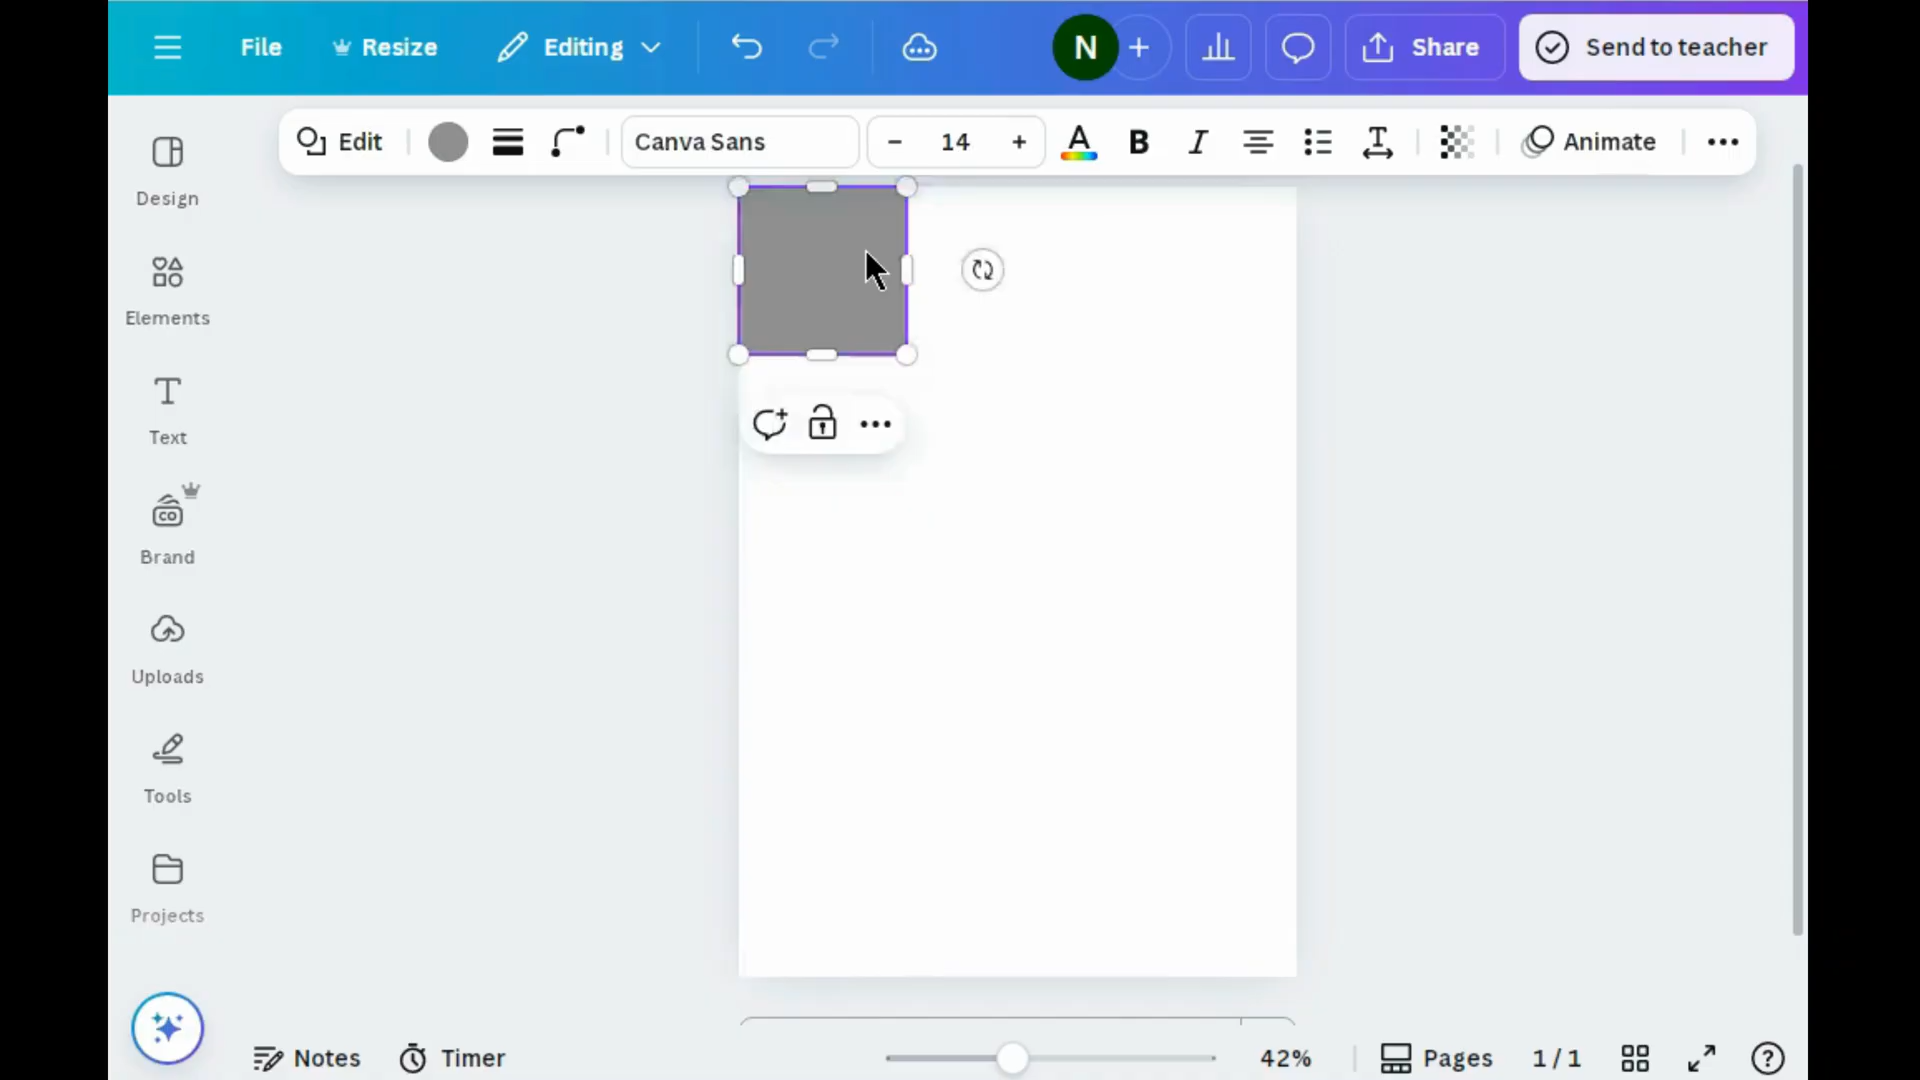 File Resize Editing N + Share Send to teacher
Edit Canva Sans - 14 + A B I T Animate
Design
Elements
T
Text
CO
Brand
Uploads
Tools
Projects
Notes Timer 42% Pages 1 / 1 ?